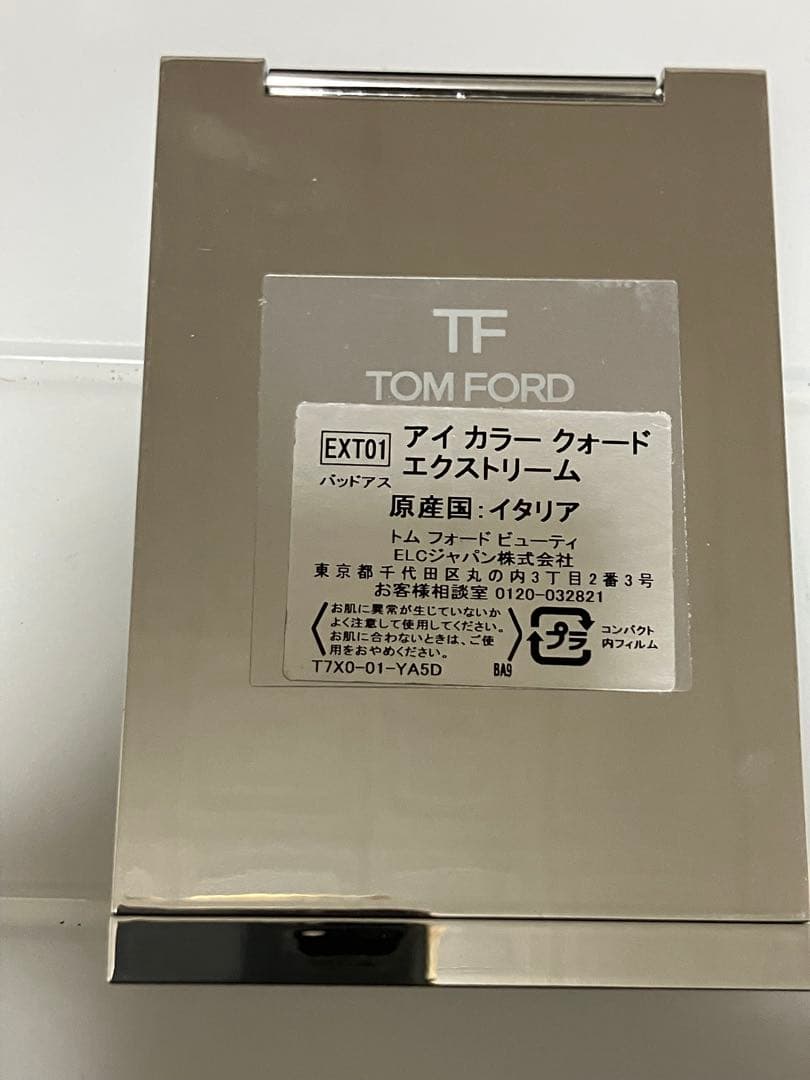 TF
TOM FORD
EXT01
バッドアス
アイ カラー クォード
エクストリーム
原産国：イタリア
トム フォード ビューティ
ELCジャパン株式会社
東京都千代田区丸の内3丁目2番3号
お客様相談室 0120-032821
お肌に異常が生じていないか
よく注意して使用してください。
お肌に合わないときは、ご使
用をおやめください。
プラ
コンパクト
内フィルム
T7X0-01-YA5D
BA9